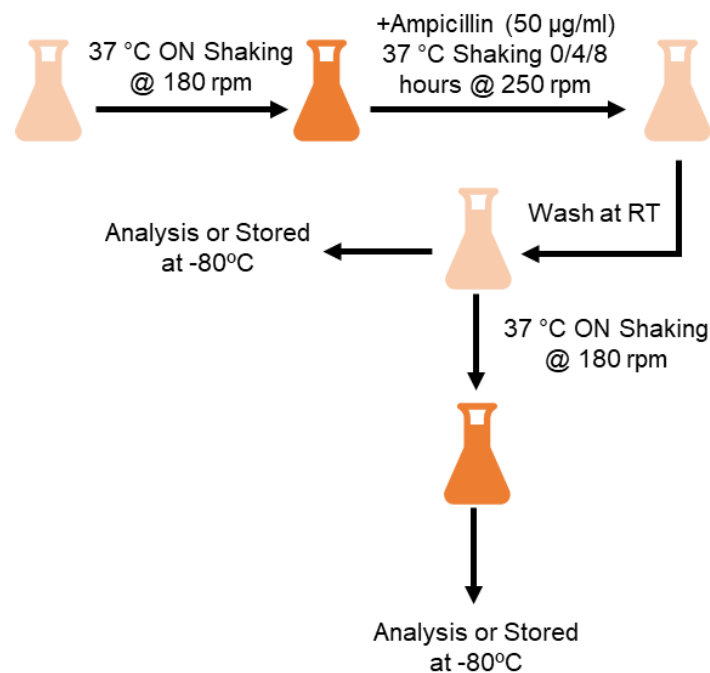 37 °C ON Shaking
@ 180 rpm
+Ampicillin (50 µg/ml)
37 °C Shaking 0/4/8
hours @ 250 rpm
Wash at RT
Analysis or Stored
at -80ºC
37 °C ON Shaking
@ 180 rpm
Analysis or Stored
at -80ºC